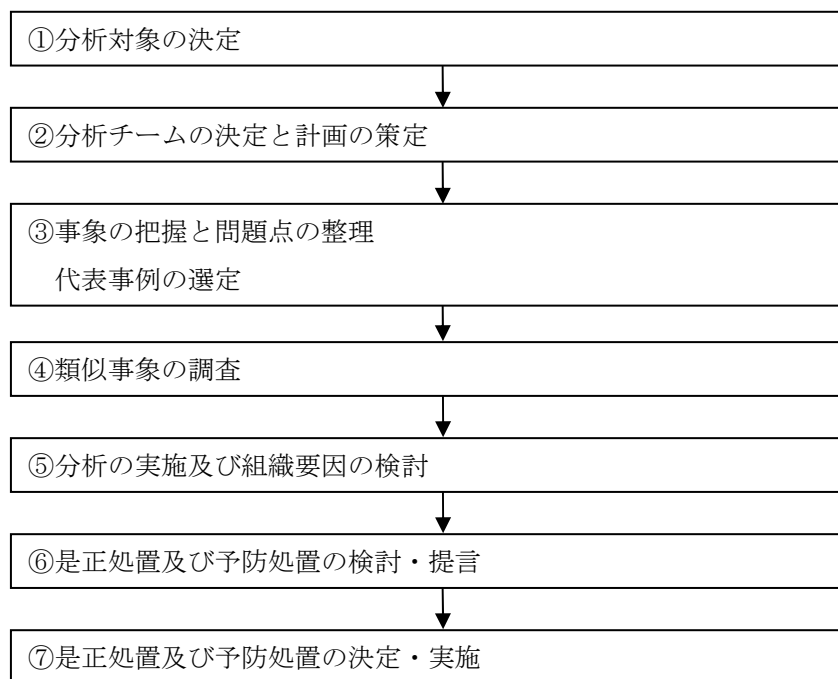 ①分析対象の決定
②分析チームの決定と計画の策定
③事象の把握と問題点の整理
代表事例の選定
④類似事象の調査
⑤分析の実施及び組織要因の検討
⑥是正処置及び予防処置の検討・提言
⑦是正処置及び予防処置の決定・実施